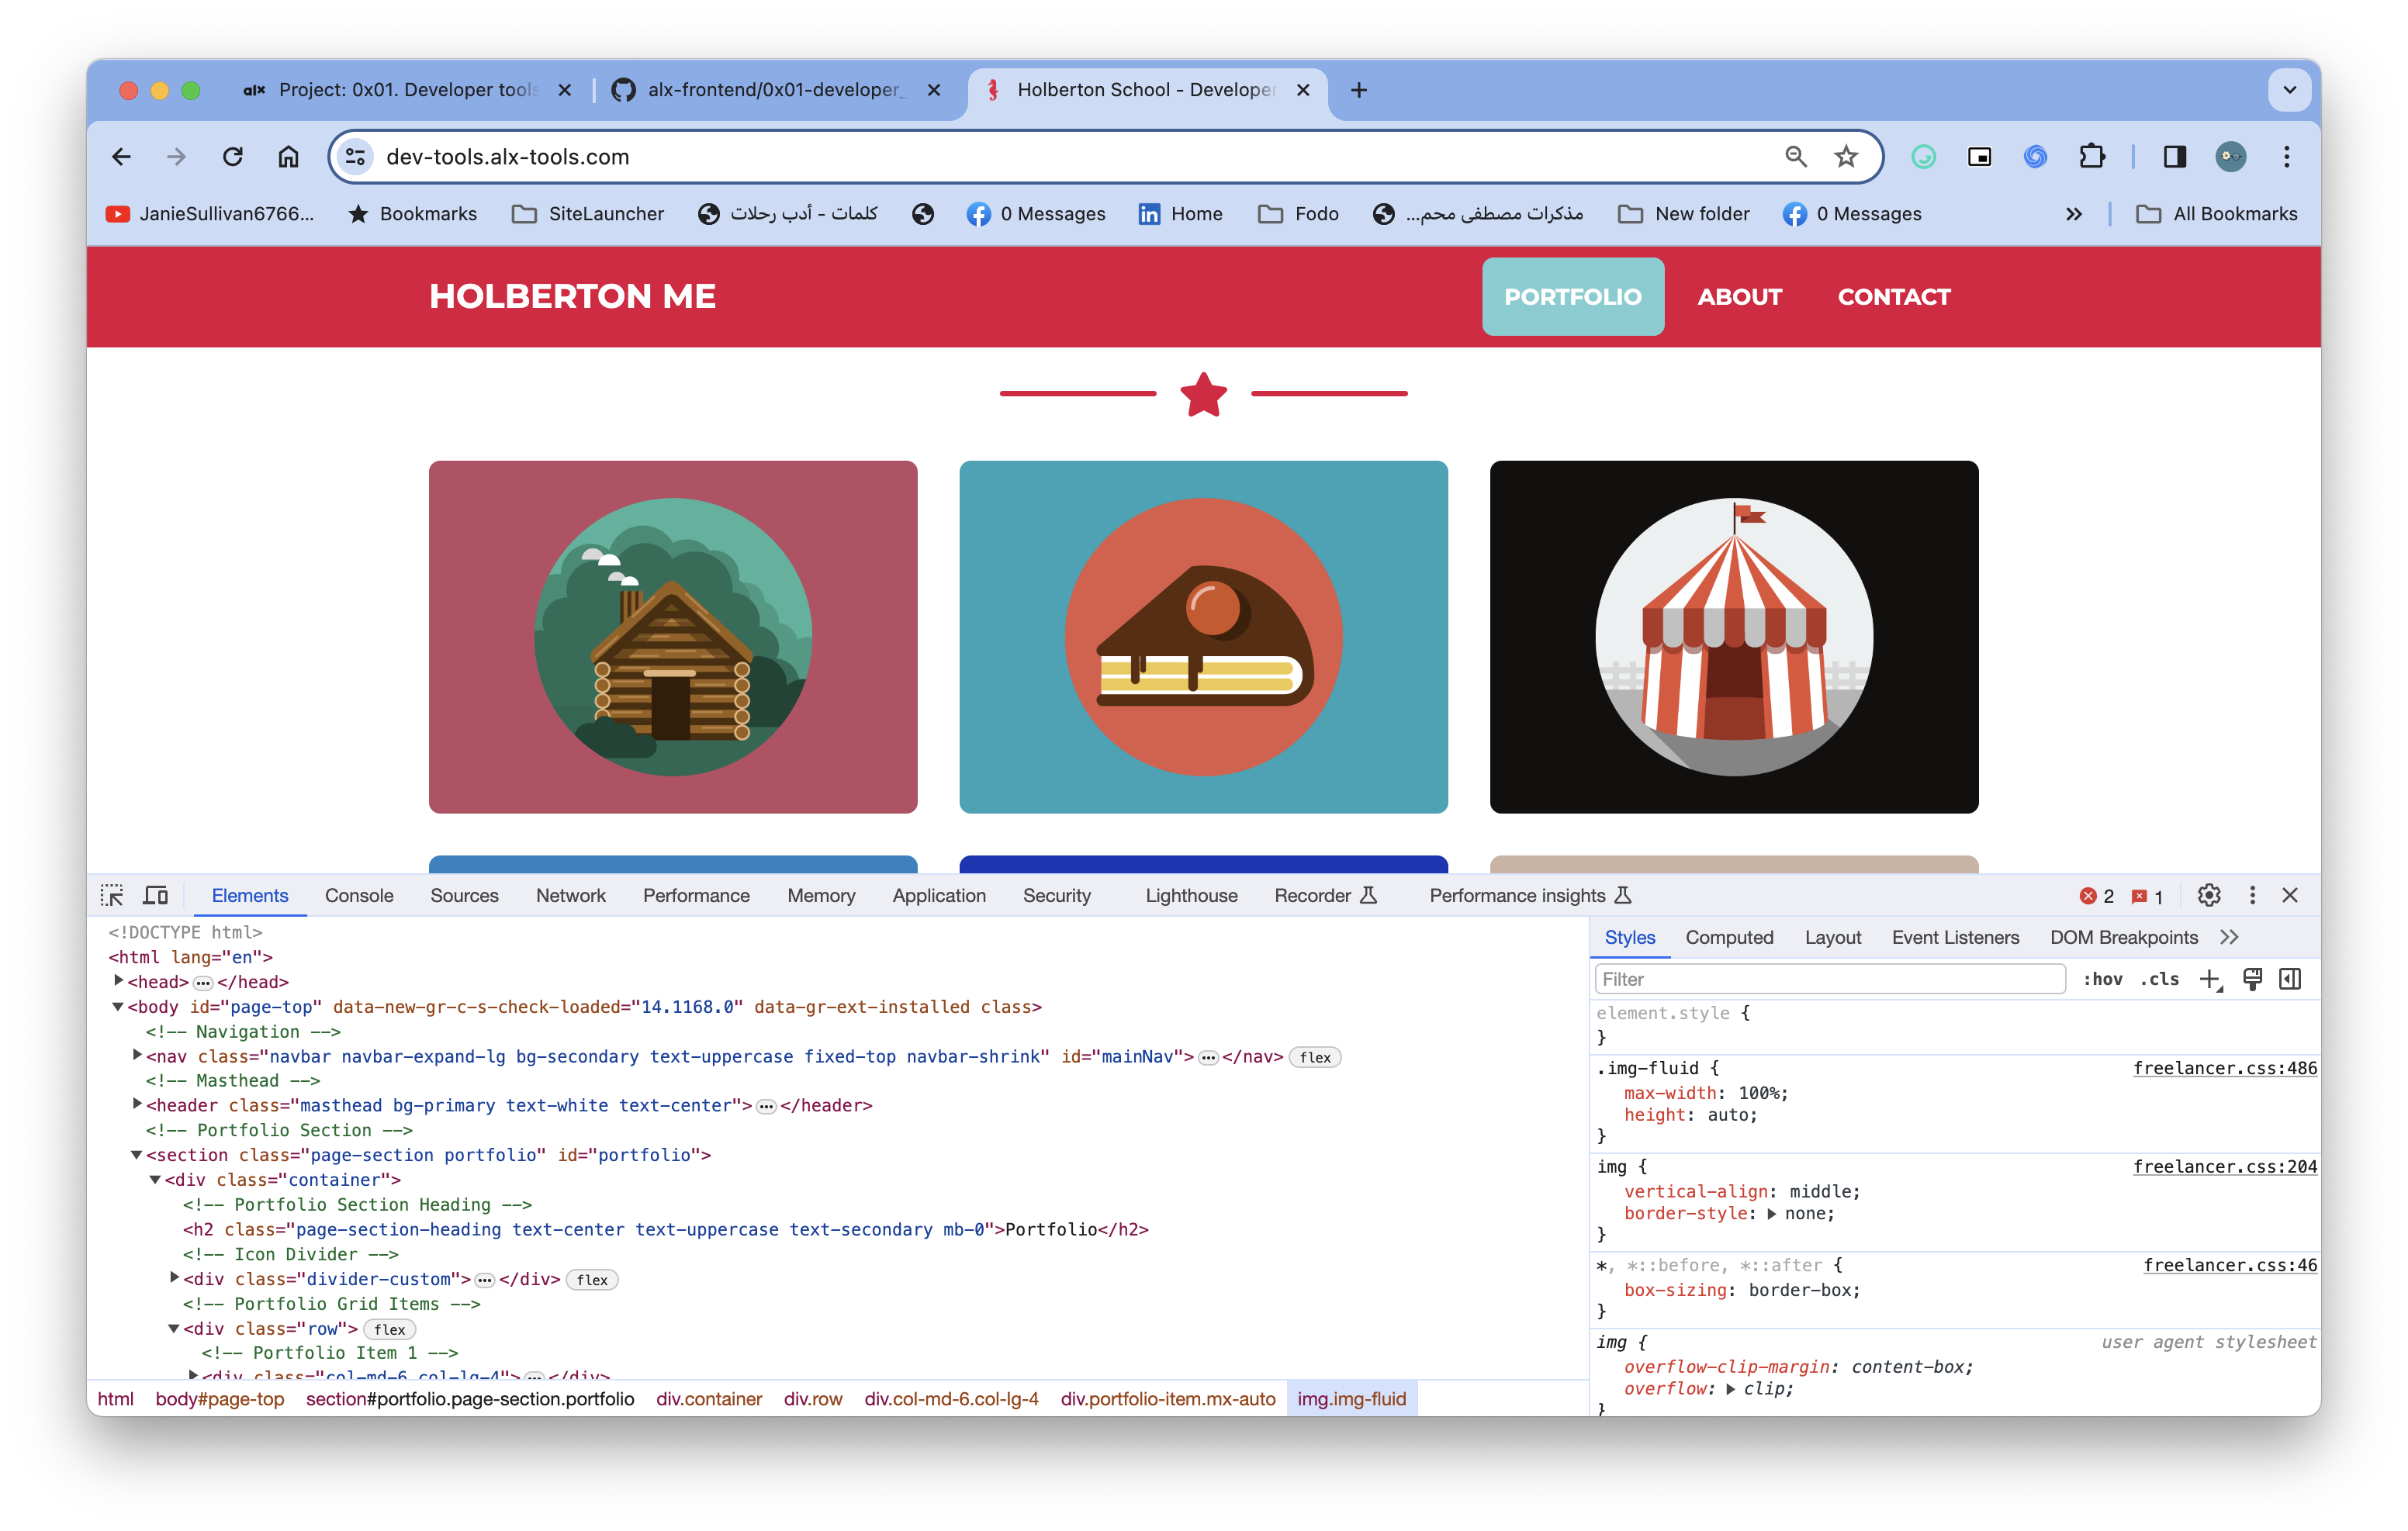 alx Project: 0x01. Developer tools
alx-frontend/0x01-developer_
Holberton School - Developer
dev-tools.alx-tools.com
JanieSullivan6766...
Bookmarks
SiteLauncher
كلمات - أدب رحلات
0 Messages
Home
Fodo
مذكرات مصطفى محم...
New folder
0 Messages
All Bookmarks
HOLBERTON ME
PORTFOLIO
ABOUT
CONTACT
Elements
Console
Sources
Network
Performance
Memory
Application
Security
Lighthouse
Recorder
Performance insights
2
1
<!DOCTYPE html>
<html lang="en">
<head>…</head>
<body id="page-top" data-new-gr-c-s-check-loaded="14.1168.0" data-gr-ext-installed class>
<!-- Navigation -->
<nav class="navbar navbar-expand-lg bg-secondary text-uppercase fixed-top navbar-shrink" id="mainNav">…</nav> flex
<!-- Masthead -->
<header class="masthead bg-primary text-white text-center">…</header>
<!-- Portfolio Section -->
<section class="page-section portfolio" id="portfolio">
<div class="container">
<!-- Portfolio Section Heading -->
<h2 class="page-section-heading text-center text-uppercase text-secondary mb-0">Portfolio</h2>
<!-- Icon Divider -->
<div class="divider-custom">…</div> flex
<!-- Portfolio Grid Items -->
<div class="row"> flex
<!-- Portfolio Item 1 -->
<div class="col-md-6 col-lg-4">…</div>
html body#page-top section#portfolio.page-section.portfolio div.container div.row div.col-md-6.col-lg-4 div.portfolio-item.mx-auto img.img-fluid
Styles
Computed
Layout
Event Listeners
DOM Breakpoints
Filter
:hov
.cls
element.style {
}
.img-fluid { freelancer.css:486
max-width: 100%;
height: auto;
}
img { freelancer.css:204
vertical-align: middle;
border-style: none;
}
*, *::before, *::after { freelancer.css:46
box-sizing: border-box;
}
img { user agent stylesheet
overflow-clip-margin: content-box;
overflow: clip;
}